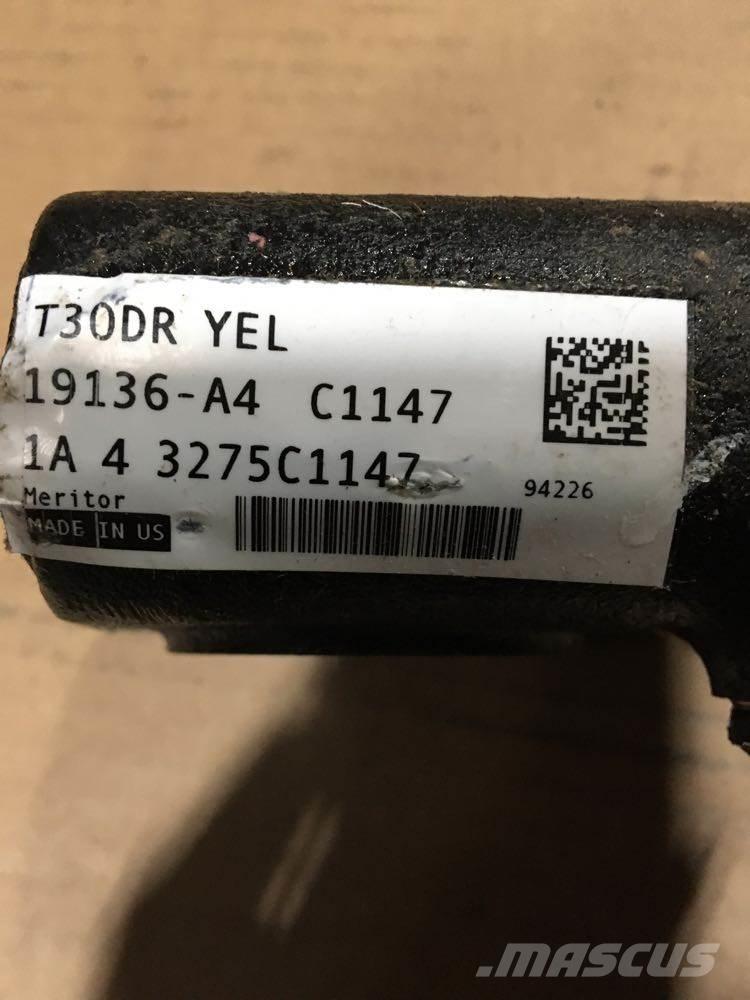 T30DR YEL
19136-A4 C1147
1A 4 3275C1147
94226
Meritor
MADE IN US
.MASCUS